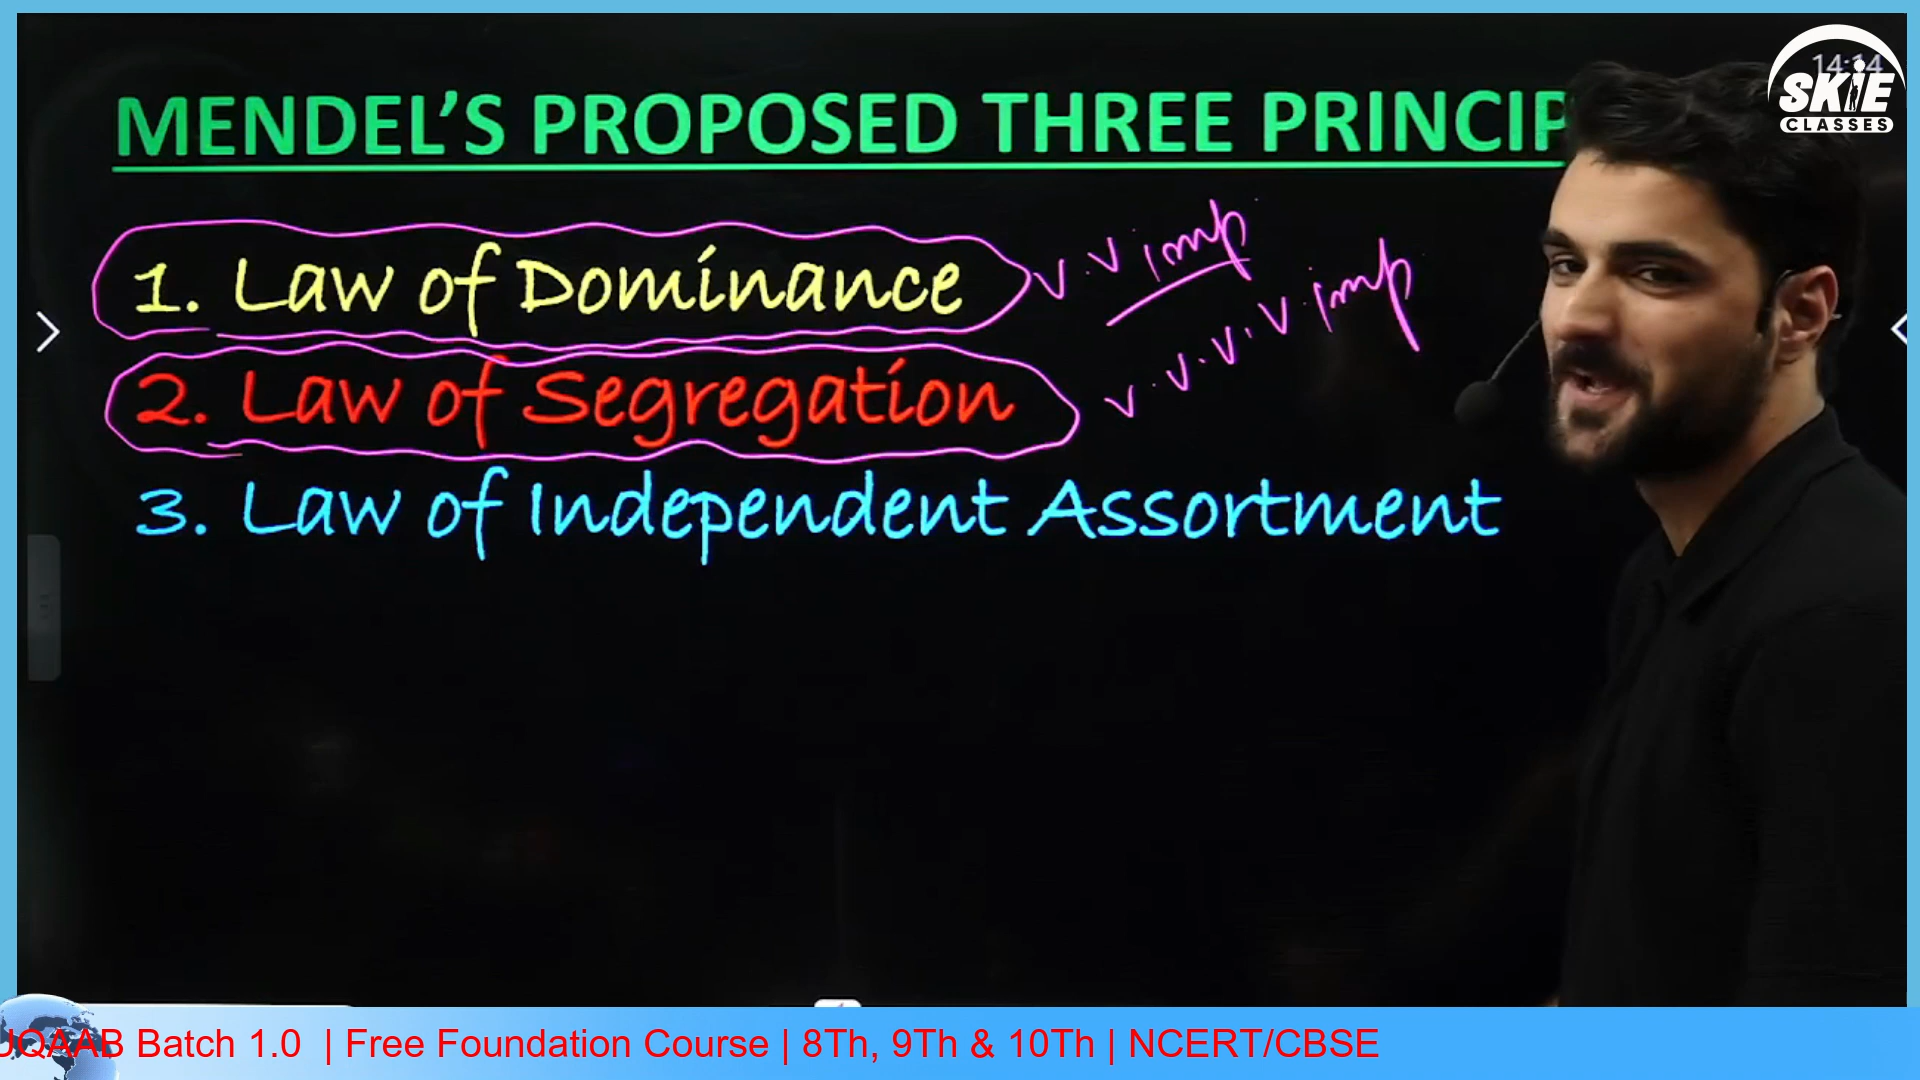 14:14
SKIE
CLASSES
MENDEL'S PROPOSED THREE PRINCIP
1. Law of Dominance
v. v imp
2. Law of Segregation
v. v. v. v. imp
3. Law of Independent Assortment
UQAAB Batch 1.0 | Free Foundation Course | 8Th, 9Th & 10Th | NCERT/CBSE